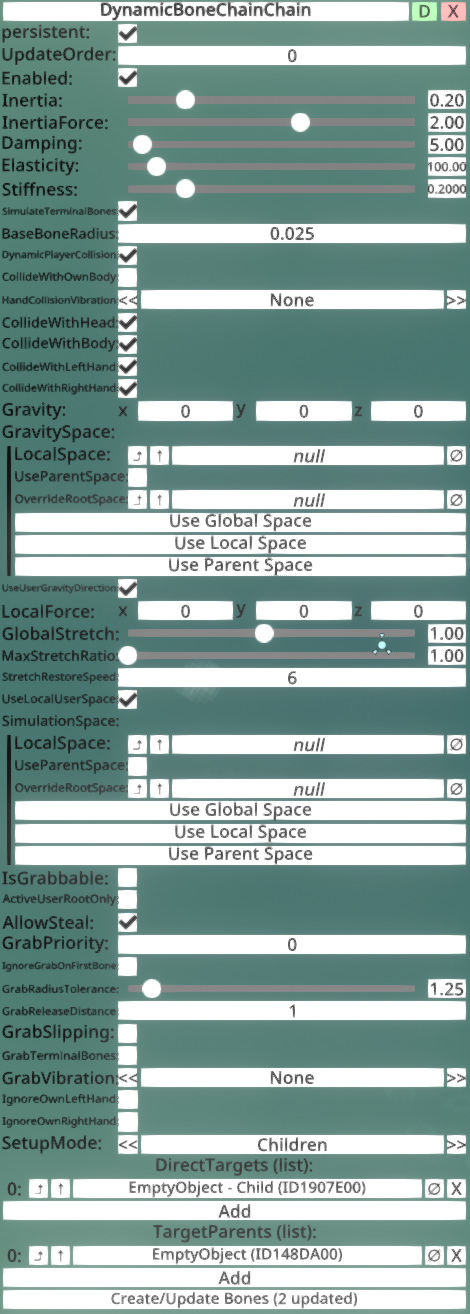 DynamicBoneChainChain D X
persistent:
UpdateOrder: 0
Enabled:
Inertia: 0.20
InertiaForce: 2.00
Damping: 5.00
Elasticity: 100.00
Stiffness: 0.2000
SimulateTerminalBones:
BaseBoneRadius: 0.025
DynamicPlayerCollision:
CollideWithOwnBody:
HandCollisionVibration: << None >>
CollideWithHead:
CollideWithBody:
CollideWithLeftHand:
CollideWithRightHand:
Gravity: x 0 y 0 z 0
GravitySpace:
LocalSpace: ⤴ ↑ null ∅
UseParentSpace:
OverrideRootSpace: ⤴ ↑ null ∅
Use Global Space
Use Local Space
Use Parent Space
UseUserGravityDirection:
LocalForce: x 0 y 0 z 0
GlobalStretch: 1.00
MaxStretchRatio: 1.00
StretchRestoreSpeed: 6
UseLocalUserSpace:
SimulationSpace:
LocalSpace: ⤴ ↑ null ∅
UseParentSpace:
OverrideRootSpace: ⤴ ↑ null ∅
Use Global Space
Use Local Space
Use Parent Space
IsGrabbable:
ActiveUserRootOnly:
AllowSteal:
GrabPriority: 0
IgnoreGrabOnFirstBone:
GrabRadiusTolerance: 1.25
GrabReleaseDistance: 1
GrabSlipping:
GrabTerminalBones:
GrabVibration: << None >>
IgnoreOwnLeftHand:
IgnoreOwnRightHand:
SetupMode: << Children >>
DirectTargets (list):
0: ⤴ ↑ EmptyObject - Child (ID1907E00) ∅ X
Add
TargetParents (list):
0: ⤴ ↑ EmptyObject (ID148DA00) ∅ X
Add
Create/Update Bones (2 updated)